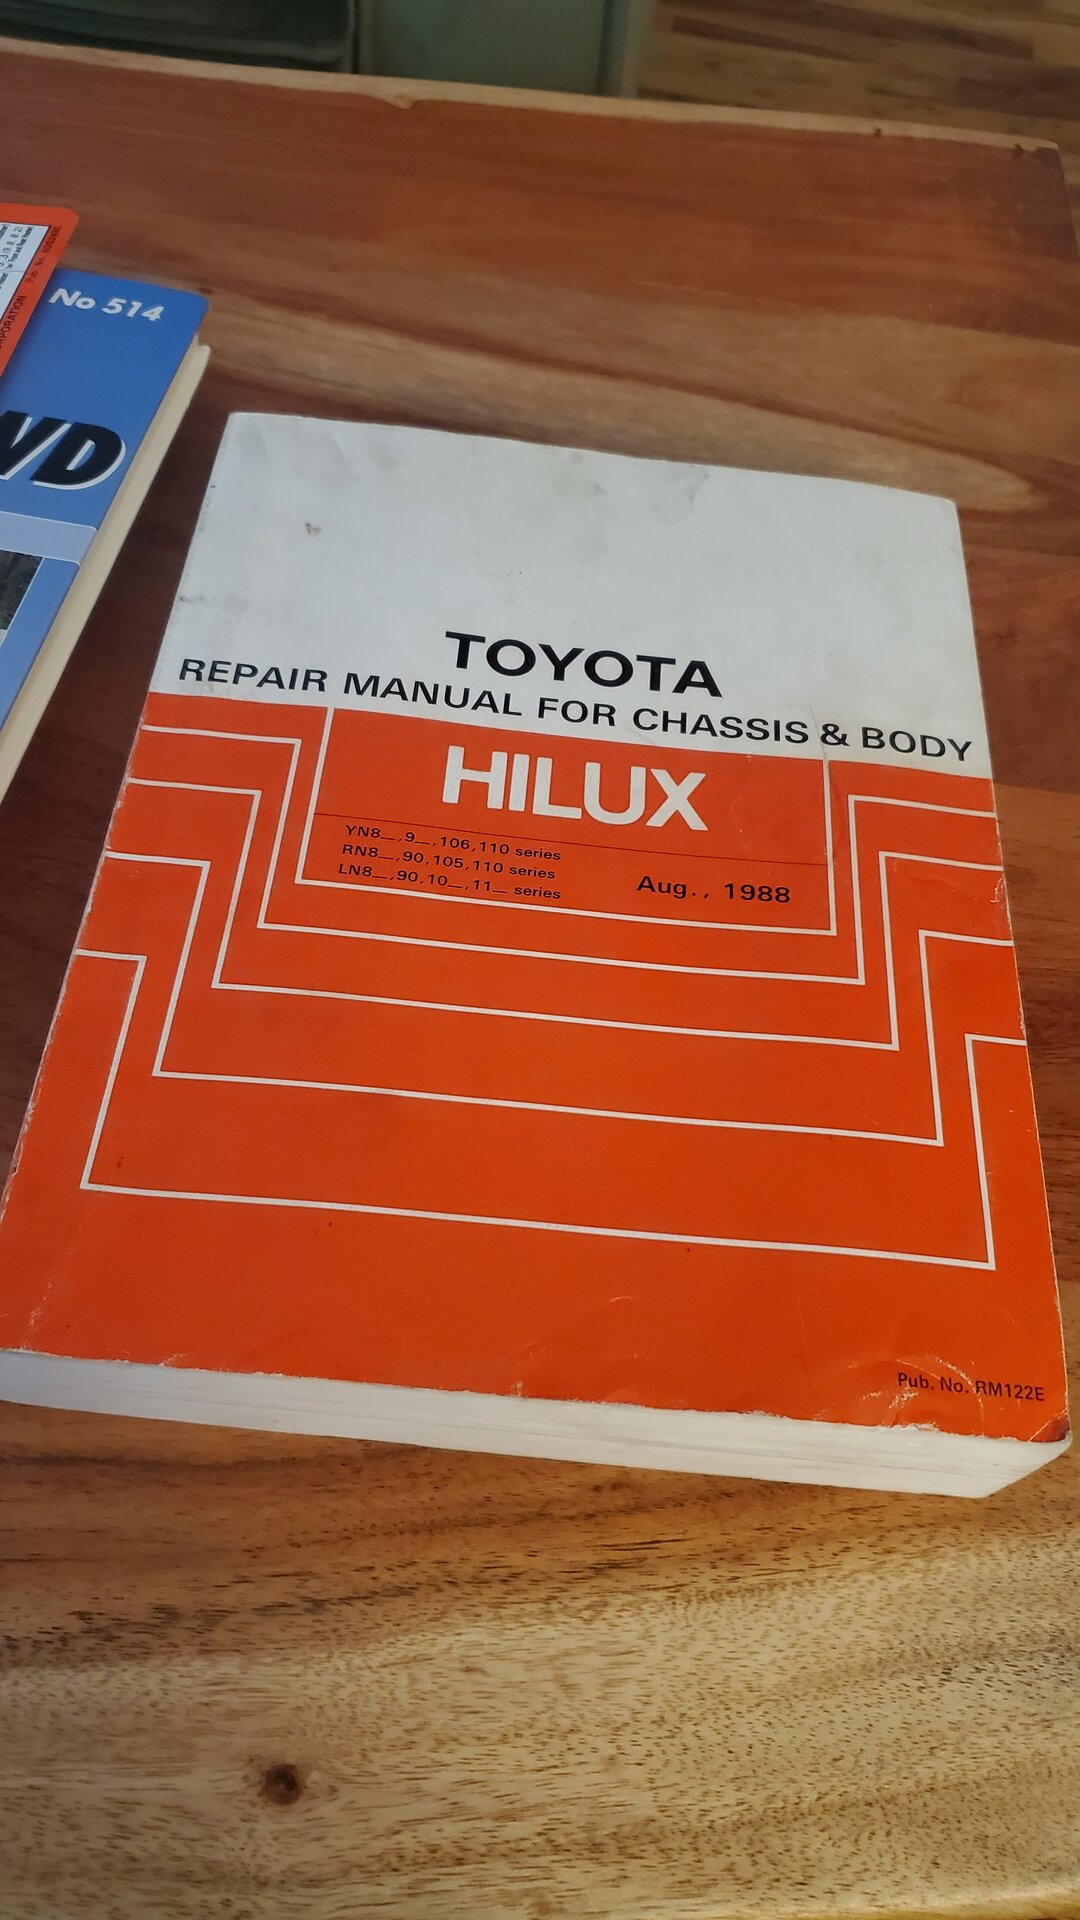 No 514
WD
TOYOTA
REPAIR MANUAL FOR CHASSIS & BODY
HILUX
YN8_,9_,106,110 series
RN8_,90,105,110 series
LN8_,90,10_,11_ series
Aug., 1988
Pub. No. RM122E